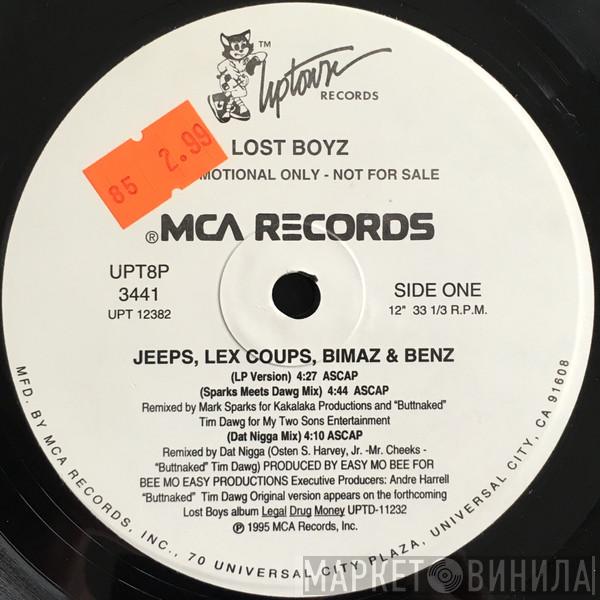 TM
Uptown
RECORDS
85 2.99
LOST BOYZ
MOTIONAL ONLY - NOT FOR SALE
®MCA RECORDS
UPT8P
3441
UPT 12382
SIDE ONE
12" 33 1/3 R.P.M.
JEEPS, LEX COUPS, BIMAZ & BENZ
(LP Version) 4:27 ASCAP
(Sparks Meets Dawg Mix) 4:44 ASCAP
Remixed by Mark Sparks for Kakalaka Productions and "Buttnaked"
Tim Dawg for My Two Sons Entertainment
(Dat Nigga Mix) 4:10 ASCAP
Remixed by Dat Nigga (Osten S. Harvey, Jr. -Mr. Cheeks -
"Buttnaked" Tim Dawg) PRODUCED BY EASY MO BEE FOR
BEE MO EASY PRODUCTIONS Executive Producers: Andre Harrell
"Buttnaked" Tim Dawg Original version appears on the forthcoming
Lost Boys album Legal Drug Money UPTD-11232
℗ 1995 MCA Records, Inc.
MFD. BY MCA RECORDS, INC., 70 UNIVERSAL CITY PLAZA, UNIVERSAL CITY, CA 91608
МАРКЕТ ВИНИЛА